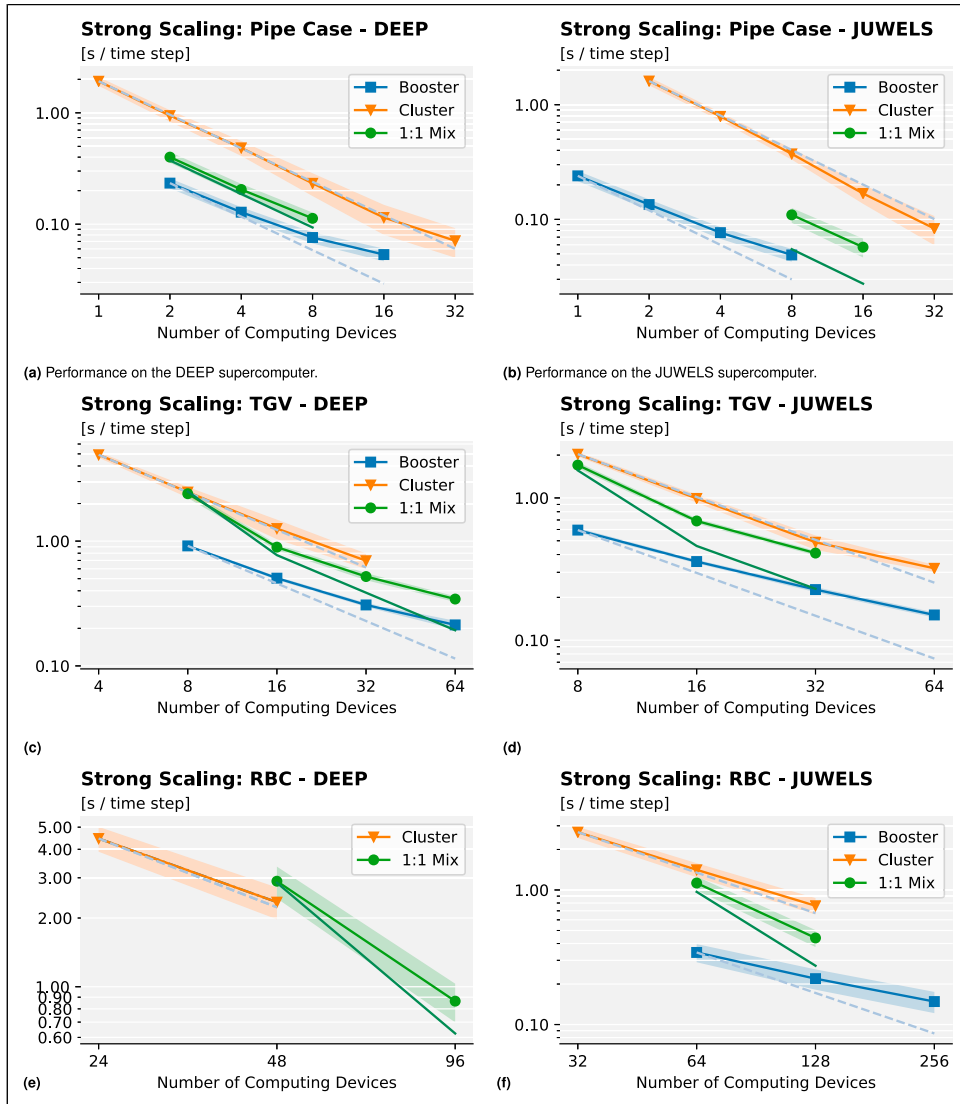 Strong Scaling: Pipe Case - DEEP
[s / time step]
1.00
0.10
Booster
Cluster
1:1 Mix
1 2 4 8 16 32
Number of Computing Devices
(a) Performance on the DEEP supercomputer.
Strong Scaling: Pipe Case - JUWELS
[s / time step]
1.00
0.10
Booster
Cluster
1:1 Mix
1 2 4 8 16 32
Number of Computing Devices
(b) Performance on the JUWELS supercomputer.
Strong Scaling: TGV - DEEP
[s / time step]
1.00
0.10
Booster
Cluster
1:1 Mix
4 8 16 32 64
Number of Computing Devices
(c)
Strong Scaling: TGV - JUWELS
[s / time step]
1.00
0.10
Booster
Cluster
1:1 Mix
8 16 32 64
Number of Computing Devices
(d)
Strong Scaling: RBC - DEEP
[s / time step]
5.00
4.00
3.00
2.00
1.00
0.90
0.80
0.70
0.60
Cluster
1:1 Mix
24 48 96
Number of Computing Devices
(e)
Strong Scaling: RBC - JUWELS
[s / time step]
1.00
0.10
Booster
Cluster
1:1 Mix
32 64 128 256
Number of Computing Devices
(f)